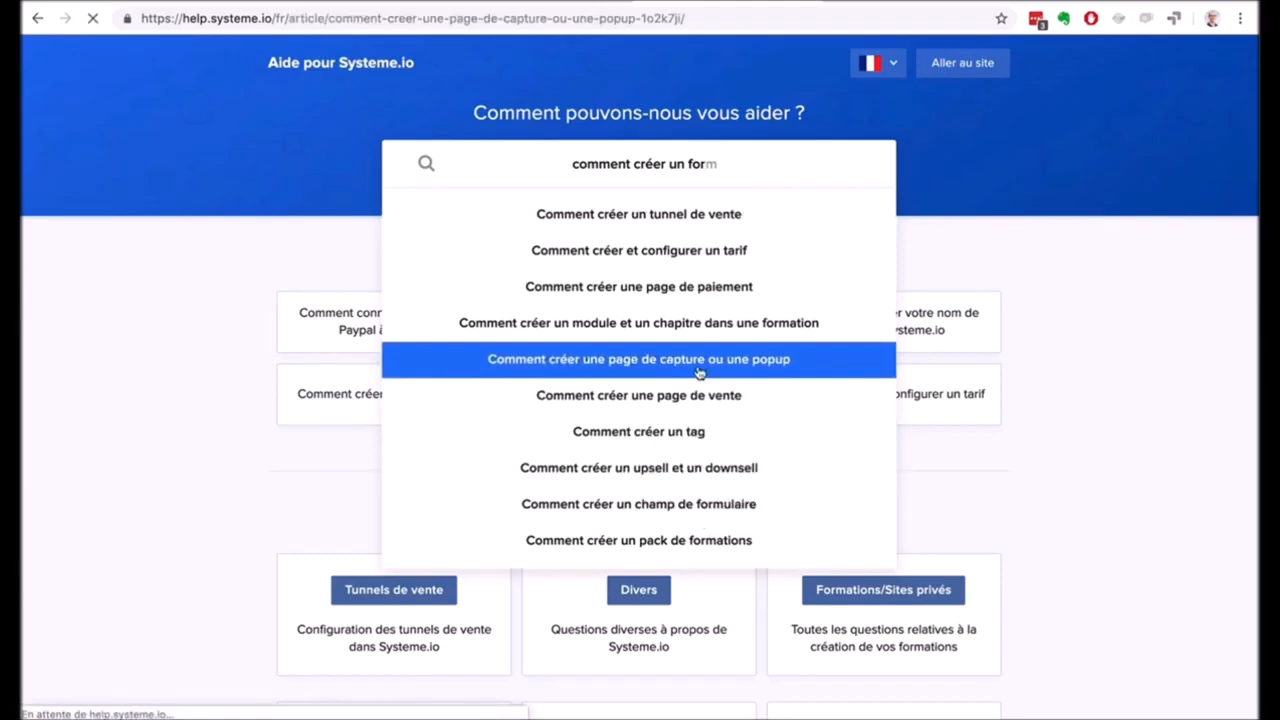 https://help.systeme.io/fr/article/comment-creer-une-page-de-capture-ou-une-popup-1o2k7ji/
3
Aide pour Systeme.io
Aller au site
Comment pouvons-nous vous aider ?
comment créer un form
Comment créer un tunnel de vente
Comment créer et configurer un tarif
Comment créer une page de paiement
Comment créer un module et un chapitre dans une formation
Comment créer une page de capture ou une popup
Comment créer une page de vente
Comment créer un tag
Comment créer un upsell et un downsell
Comment créer un champ de formulaire
Comment créer un pack de formations
Comment conn
Paypal à
r votre nom de
ysteme.io
Comment créer
onfigurer un tarif
Tunnels de vente
Configuration des tunnels de vente
dans Systeme.io
Divers
Questions diverses à propos de
Systeme.io
Formations/Sites privés
Toutes les questions relatives à la
création de vos formations
En attente de help.systeme.io...